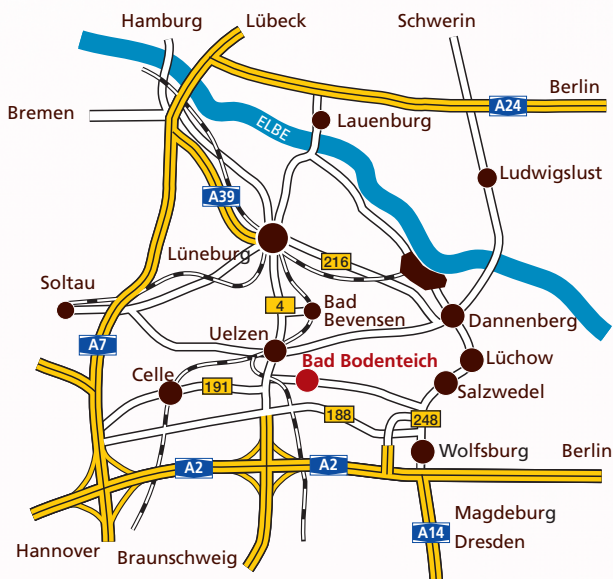 Hamburg
Lübeck
Schwerin
Berlin
A24
Bremen
ELBE
Lauenburg
Ludwigslust
A39
Lüneburg
216
Soltau
4
Bad
Bevensen
Dannenberg
A7
Uelzen
Bad Bodenteich
Lüchow
Celle
191
Salzwedel
188
248
Wolfsburg
A2
A2
Berlin
A14
Magdeburg
Dresden
Hannover
Braunschweig